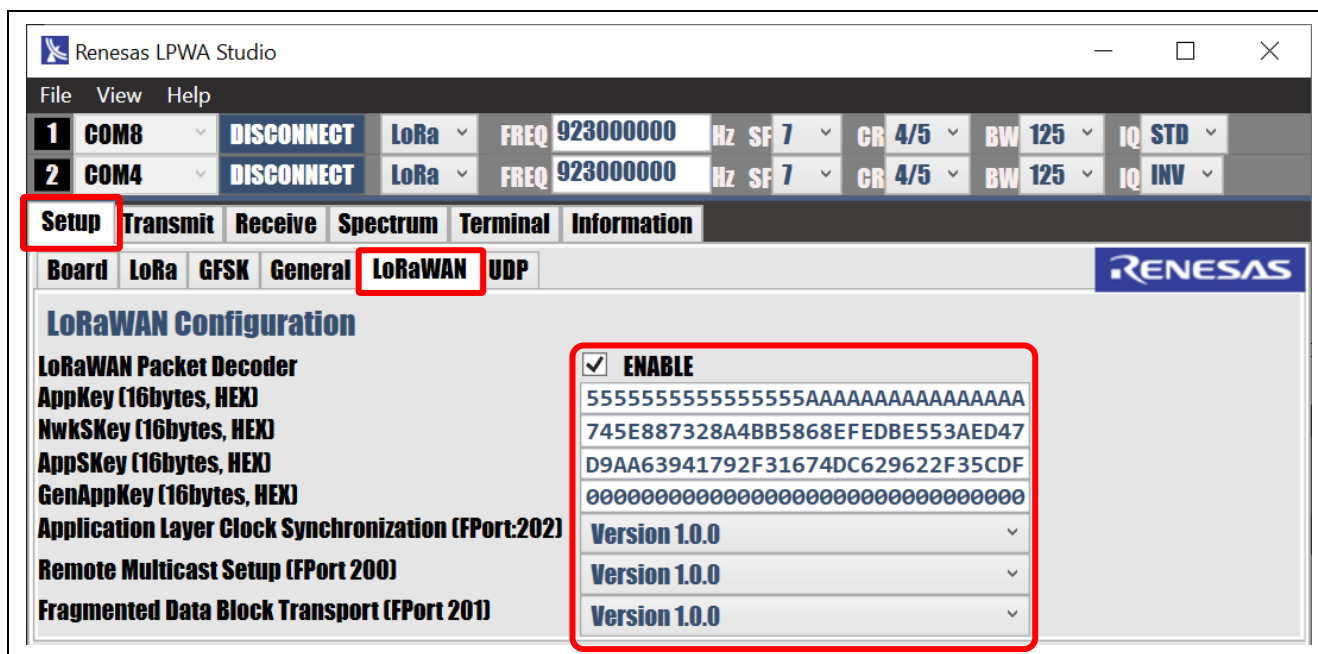 Renesas LPWA Studio
File View Help
1 COM8 DISCONNECT LoRa FREQ 923000000 Hz SF 7 CR 4/5 BW 125 IQ STD
2 COM4 DISCONNECT LoRa FREQ 923000000 Hz SF 7 CR 4/5 BW 125 IQ INV
Setup Transmit Receive Spectrum Terminal Information
Board LoRa GFSK General LoRaWAN UDP RENESAS
LoRaWAN Configuration
LoRaWAN Packet Decoder ENABLE
AppKey (16bytes, HEX) 5555555555555555AAAAAAAAAAAAAAAA
NwkSKey (16bytes, HEX) 745E887328A4BB5868EFEDBE553AED47
AppSKey (16bytes, HEX) D9AA63941792F31674DC629622F35CDF
GenAppKey (16bytes, HEX) 00000000000000000000000000000000
Application Layer Clock Synchronization (FPort:202) Version 1.0.0
Remote Multicast Setup (FPort 200) Version 1.0.0
Fragmented Data Block Transport (FPort 201) Version 1.0.0